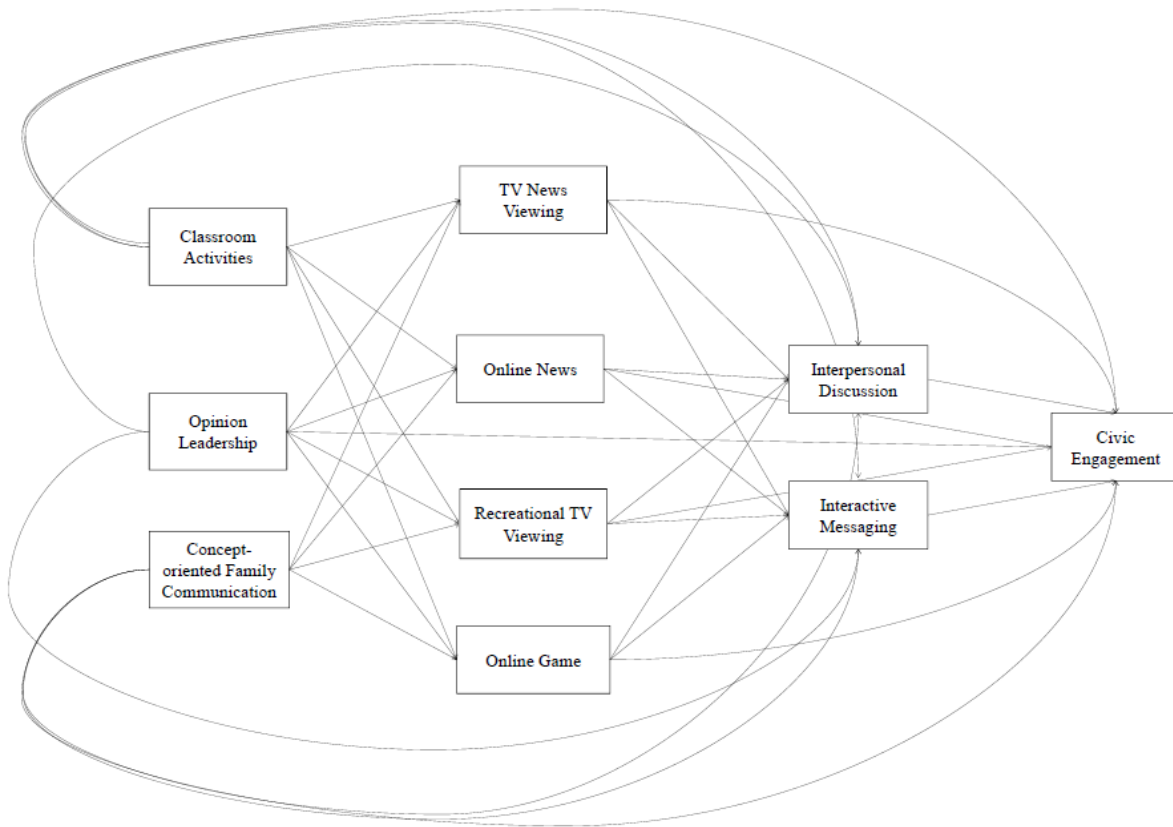 Classroom
Activities
Opinion
Leadership
Concept-
oriented Family
Communication
TV News
Viewing
Online News
Recreational TV
Viewing
Online Game
Interpersonal
Discussion
Interactive
Messaging
Civic
Engagement